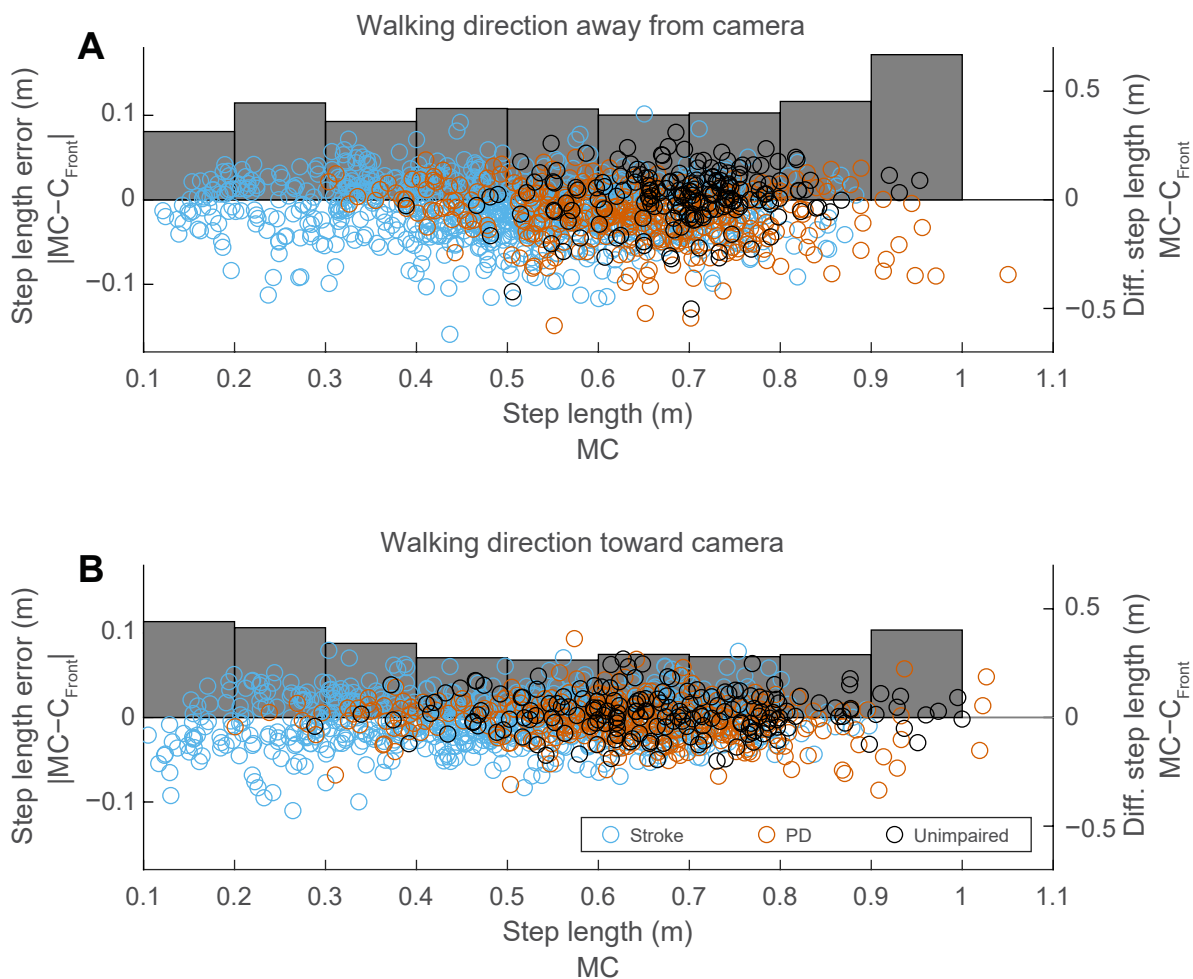 Walking direction away from camera
A
Step length error (m)
|MC−C_Front|
0.1
0
−0.1
0.5
0
−0.5
Diff. step length (m)
MC−C_Front
0.1 0.2 0.3 0.4 0.5 0.6 0.7 0.8 0.9 1 1.1
Step length (m)
MC
Walking direction toward camera
B
Step length error (m)
|MC−C_Front|
0.1
0
−0.1
0.5
0
−0.5
Diff. step length (m)
MC−C_Front
Stroke PD Unimpaired
0.1 0.2 0.3 0.4 0.5 0.6 0.7 0.8 0.9 1 1.1
Step length (m)
MC